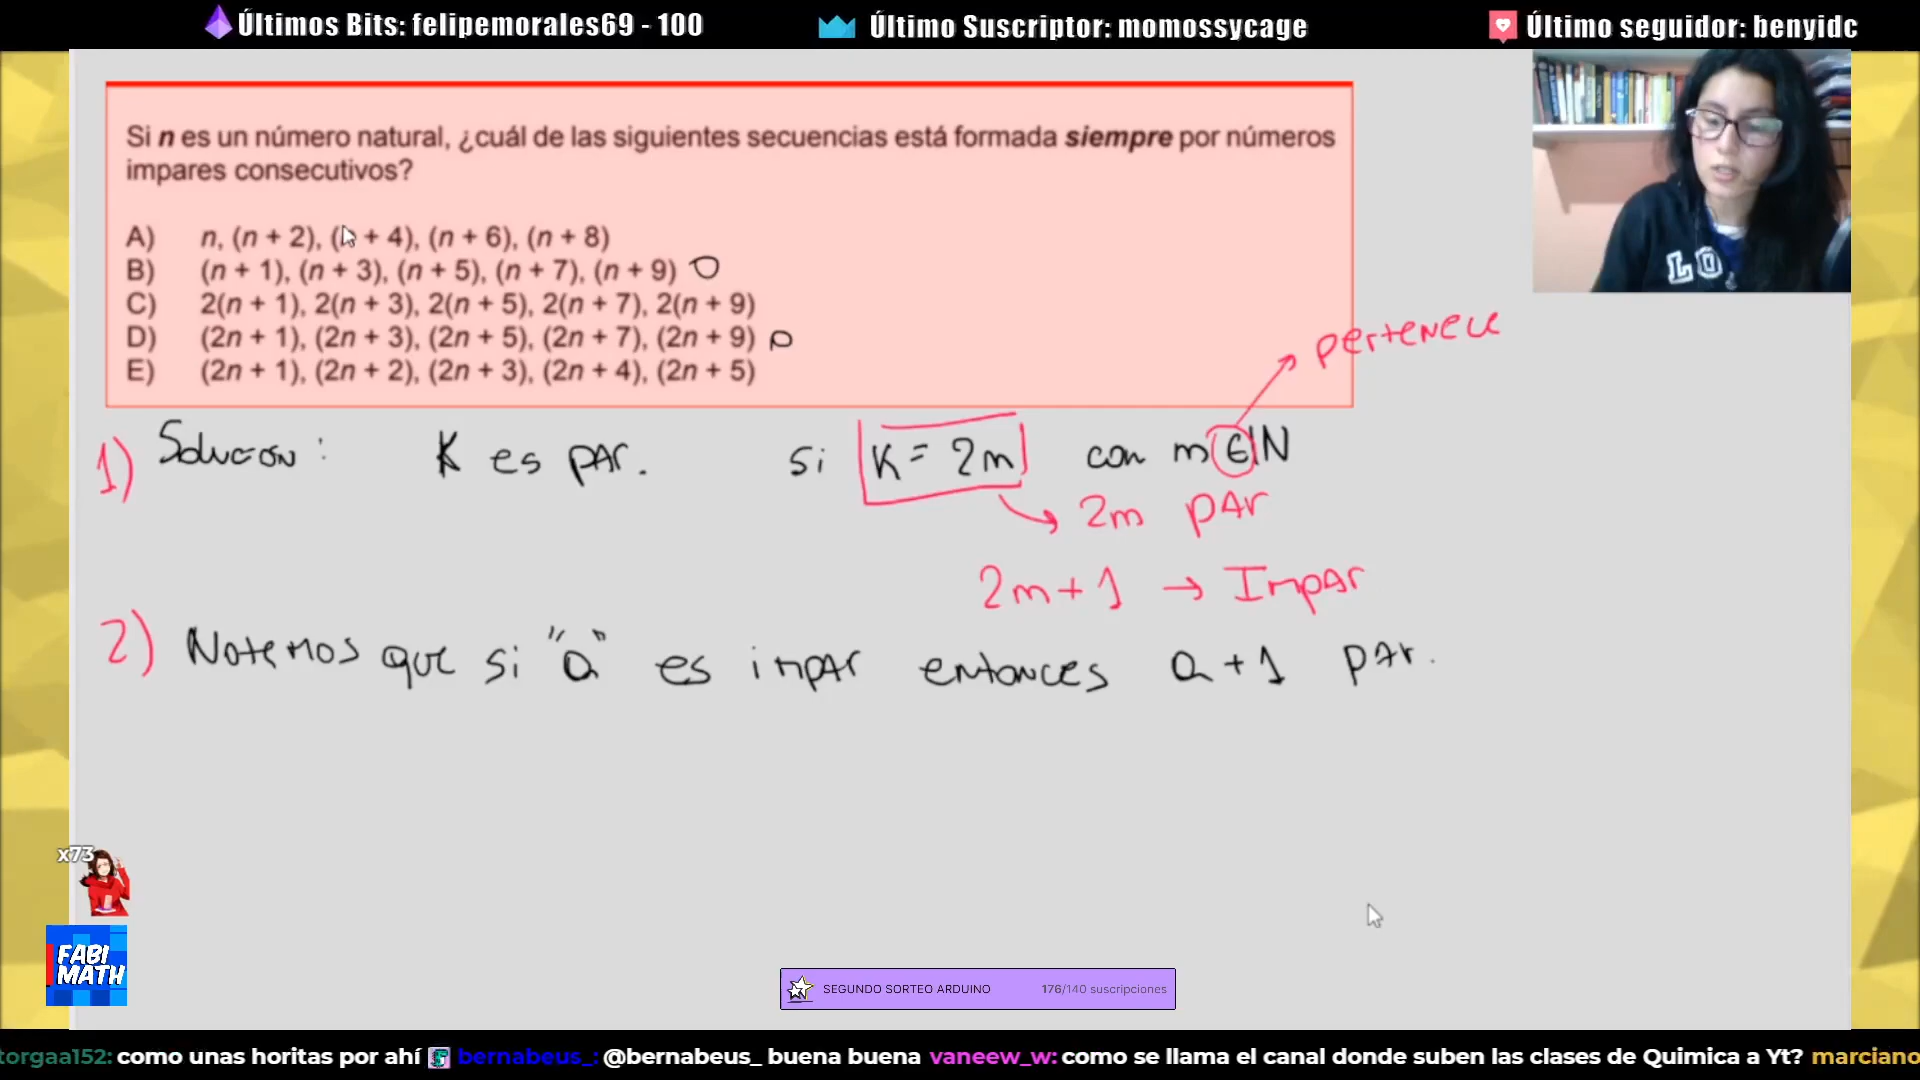 Últimos Bits: felipemorales69 - 100
Último Suscriptor: momossycage
Último seguidor: benyidc
Si n es un número natural, ¿cuál de las siguientes secuencias está formada siempre por números
impares consecutivos?
A) n, (n + 2), ( + 4), (n + 6), (n + 8)
B) (n + 1), (n + 3), (n + 5), (n + 7), (n + 9)
C) 2(n + 1), 2(n + 3), 2(n + 5), 2(n + 7), 2(n + 9)
D) (2n + 1), (2n + 3), (2n + 5), (2n + 7), (2n + 9)
E) (2n + 1), (2n + 2), (2n + 3), (2n + 4), (2n + 5)
LO
pertenece
1) Solución: K es par. si K = 2m con m ∈ ℕ
2m par
2m + 1 → Impar
2) Notemos que si "a" es impar entonces a + 1 par.
x73
FABI
MATH
SEGUNDO SORTEO ARDUINO 176/140 suscripciones
torgaa152: como unas horitas por ahí bernabeus_: @bernabeus_ buena buena vaneew_w: como se llama el canal donde suben las clases de Quimica a Yt? marciano